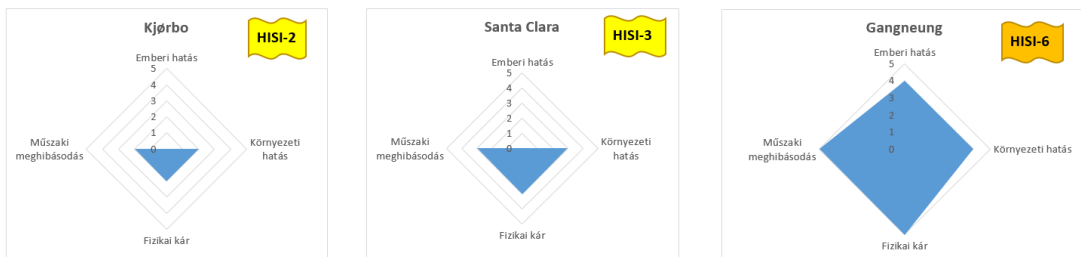 Kjørbo
HISI-2
Emberi hatás
5
4
3
2
1
0
Műszaki
meghibásodás
Környezeti
hatás
Fizikai kár
Santa Clara
HISI-3
Emberi hatás
5
4
3
2
1
0
Műszaki
meghibásodás
Környezeti
hatás
Fizikai kár
Gangneung
HISI-6
Emberi hatás
5
4
3
2
1
0
Műszaki
meghibásodás
Környezeti hatás
Fizikai kár